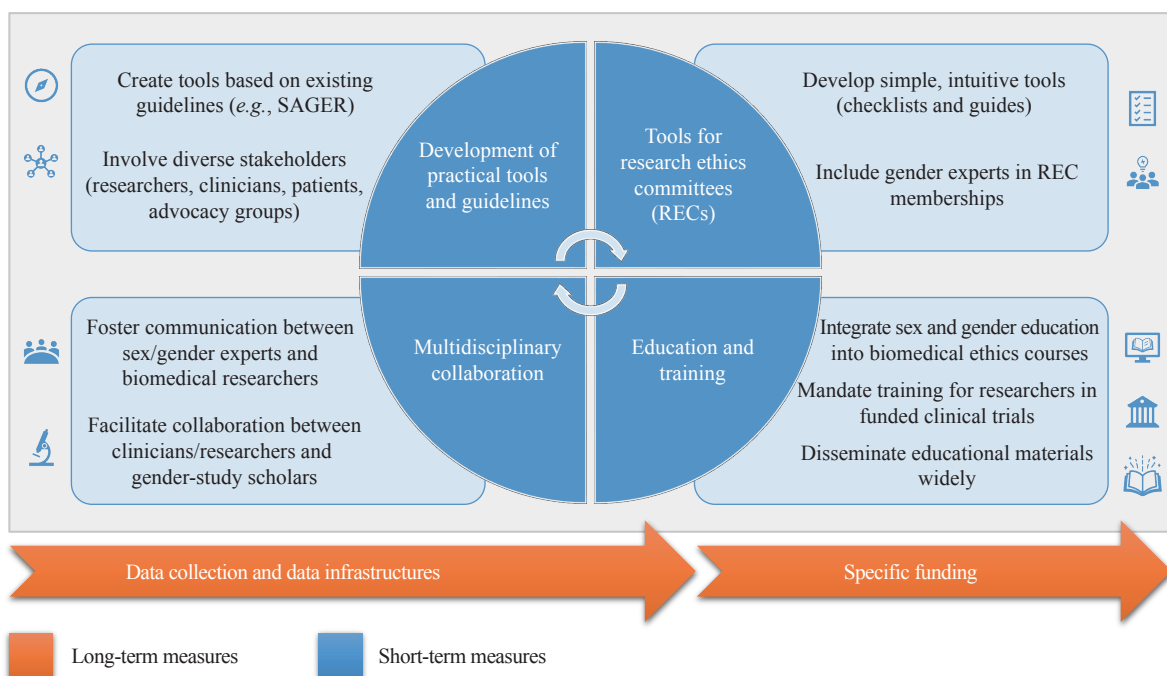 Create tools based on existing
guidelines (e.g., SAGER)
Involve diverse stakeholders
(researchers, clinicians, patients,
advocacy groups)
Development of
practical tools
and guidelines
Tools for
research ethics
committees
(RECs)
Develop simple, intuitive tools
(checklists and guides)
Include gender experts in REC
memberships
Foster communication between
sex/gender experts and
biomedical researchers
Facilitate collaboration between
clinicians/researchers and
gender-study scholars
Multidisciplinary
collaboration
Education and
training
Integrate sex and gender education
into biomedical ethics courses
Mandate training for researchers in
funded clinical trials
Disseminate educational materials
widely
Data collection and data infrastructures
Specific funding
Long-term measures
Short-term measures